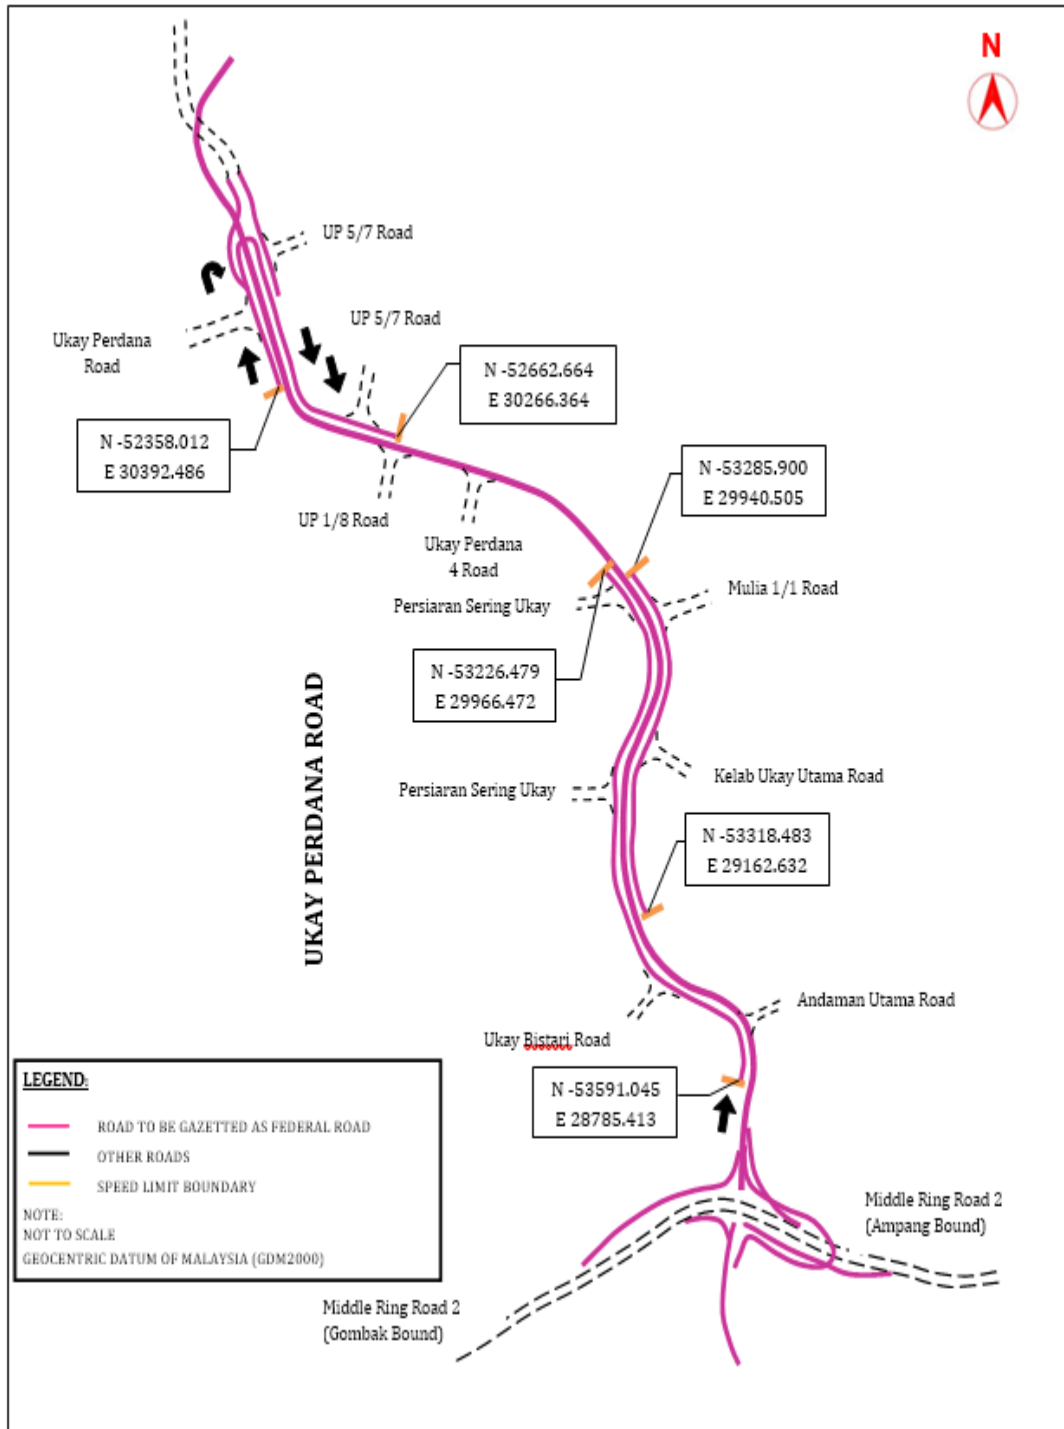 N
UP 5/7 Road
UP 5/7 Road
Ukay Perdana
Road
N -52662.664
E 30266.364
N -52358.012
E 30392.486
N -53285.900
E 29940.505
UP 1/8 Road
Ukay Perdana
4 Road
Mulia 1/1 Road
Persiaran Sering Ukay
N -53226.479
E 29966.472
UKAY PERDANA ROAD
Kelab Ukay Utama Road
Persiaran Sering Ukay
N -53318.483
E 29162.632
Andaman Utama Road
Ukay Bistari Road
N -53591.045
E 28785.413
LEGEND:
ROAD TO BE GAZETTED AS FEDERAL ROAD
OTHER ROADS
SPEED LIMIT BOUNDARY
NOTE:
NOT TO SCALE
GEOCENTRIC DATUM OF MALAYSIA (GDM2000)
Middle Ring Road 2
(Ampang Bound)
Middle Ring Road 2
(Gombak Bound)